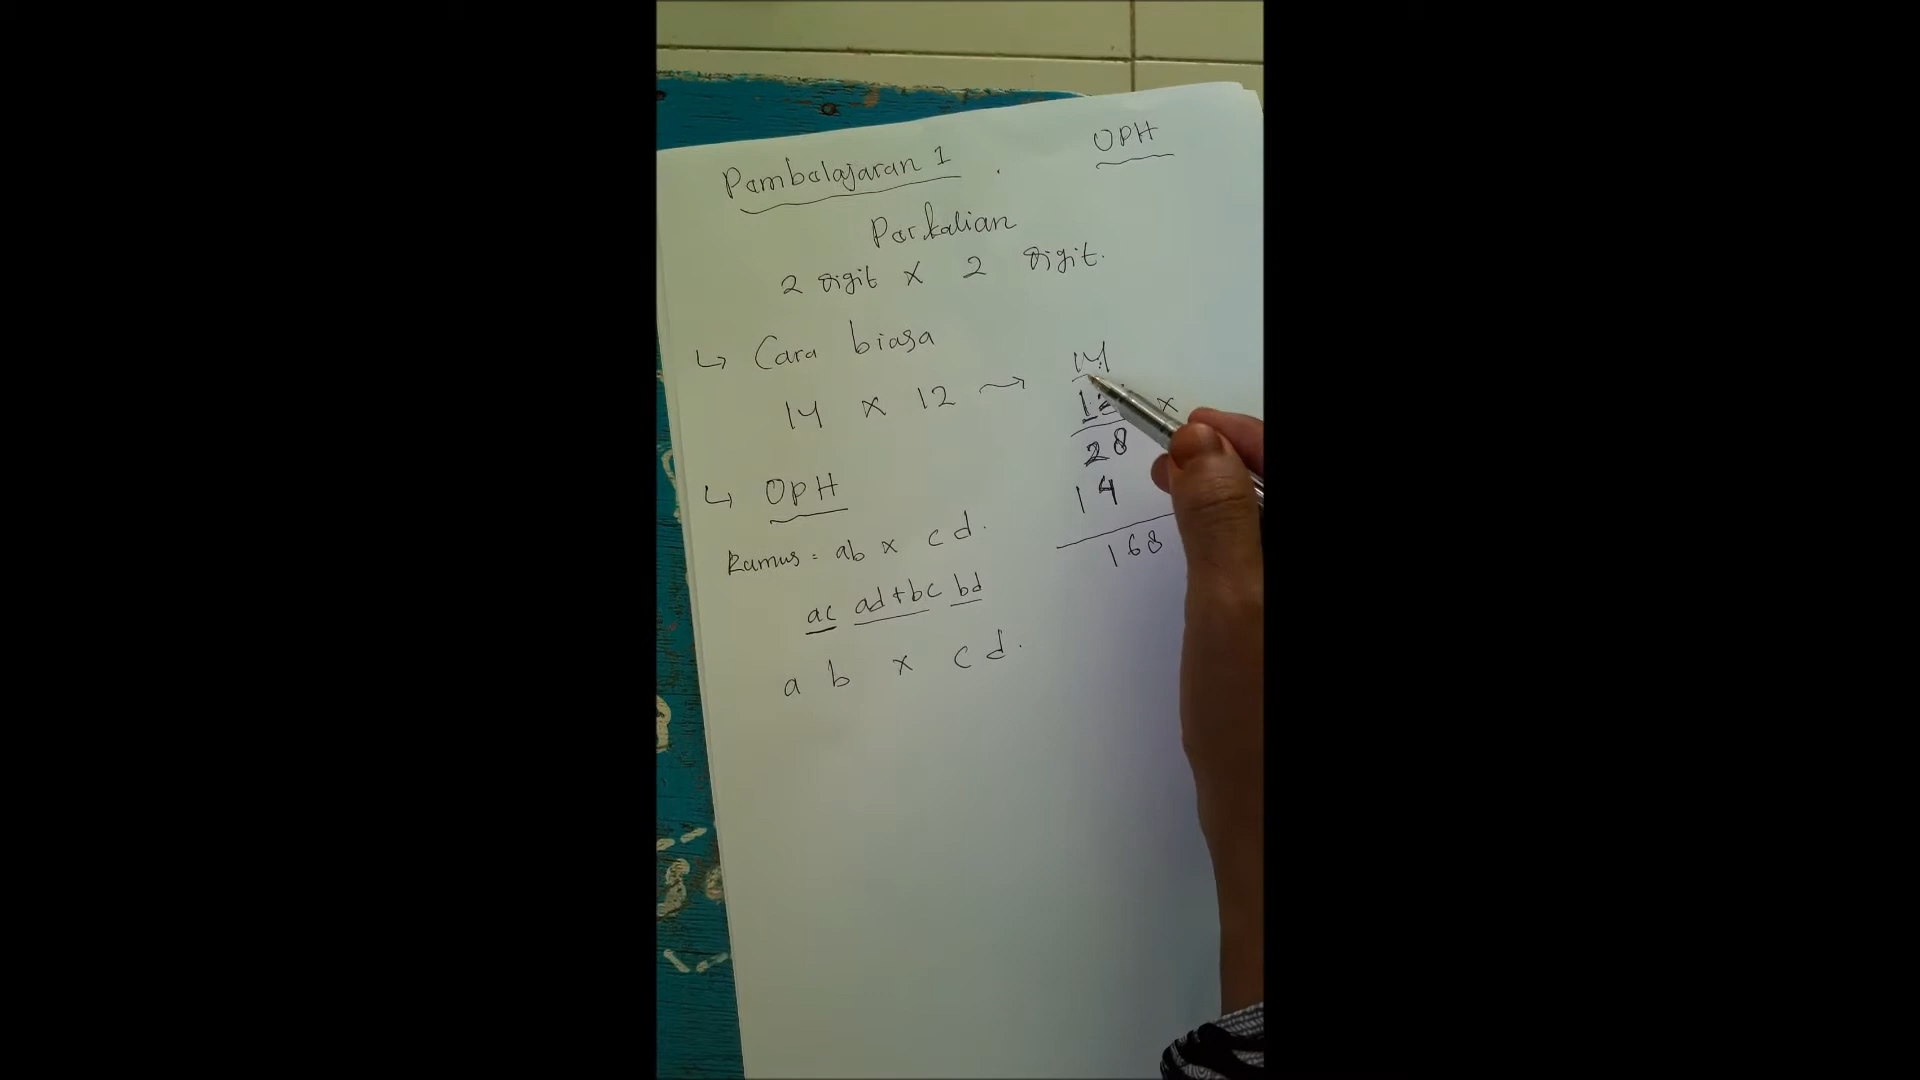 Pembelajaran 1 .
OPH
Perkalian
2 digit x 2 digit.
↳ Cara biasa
14 x 12 →
14
12 x
28
14
168
↳ OPH
Rumus = ab x cd.
ac ad+bc bd
a b x c d.